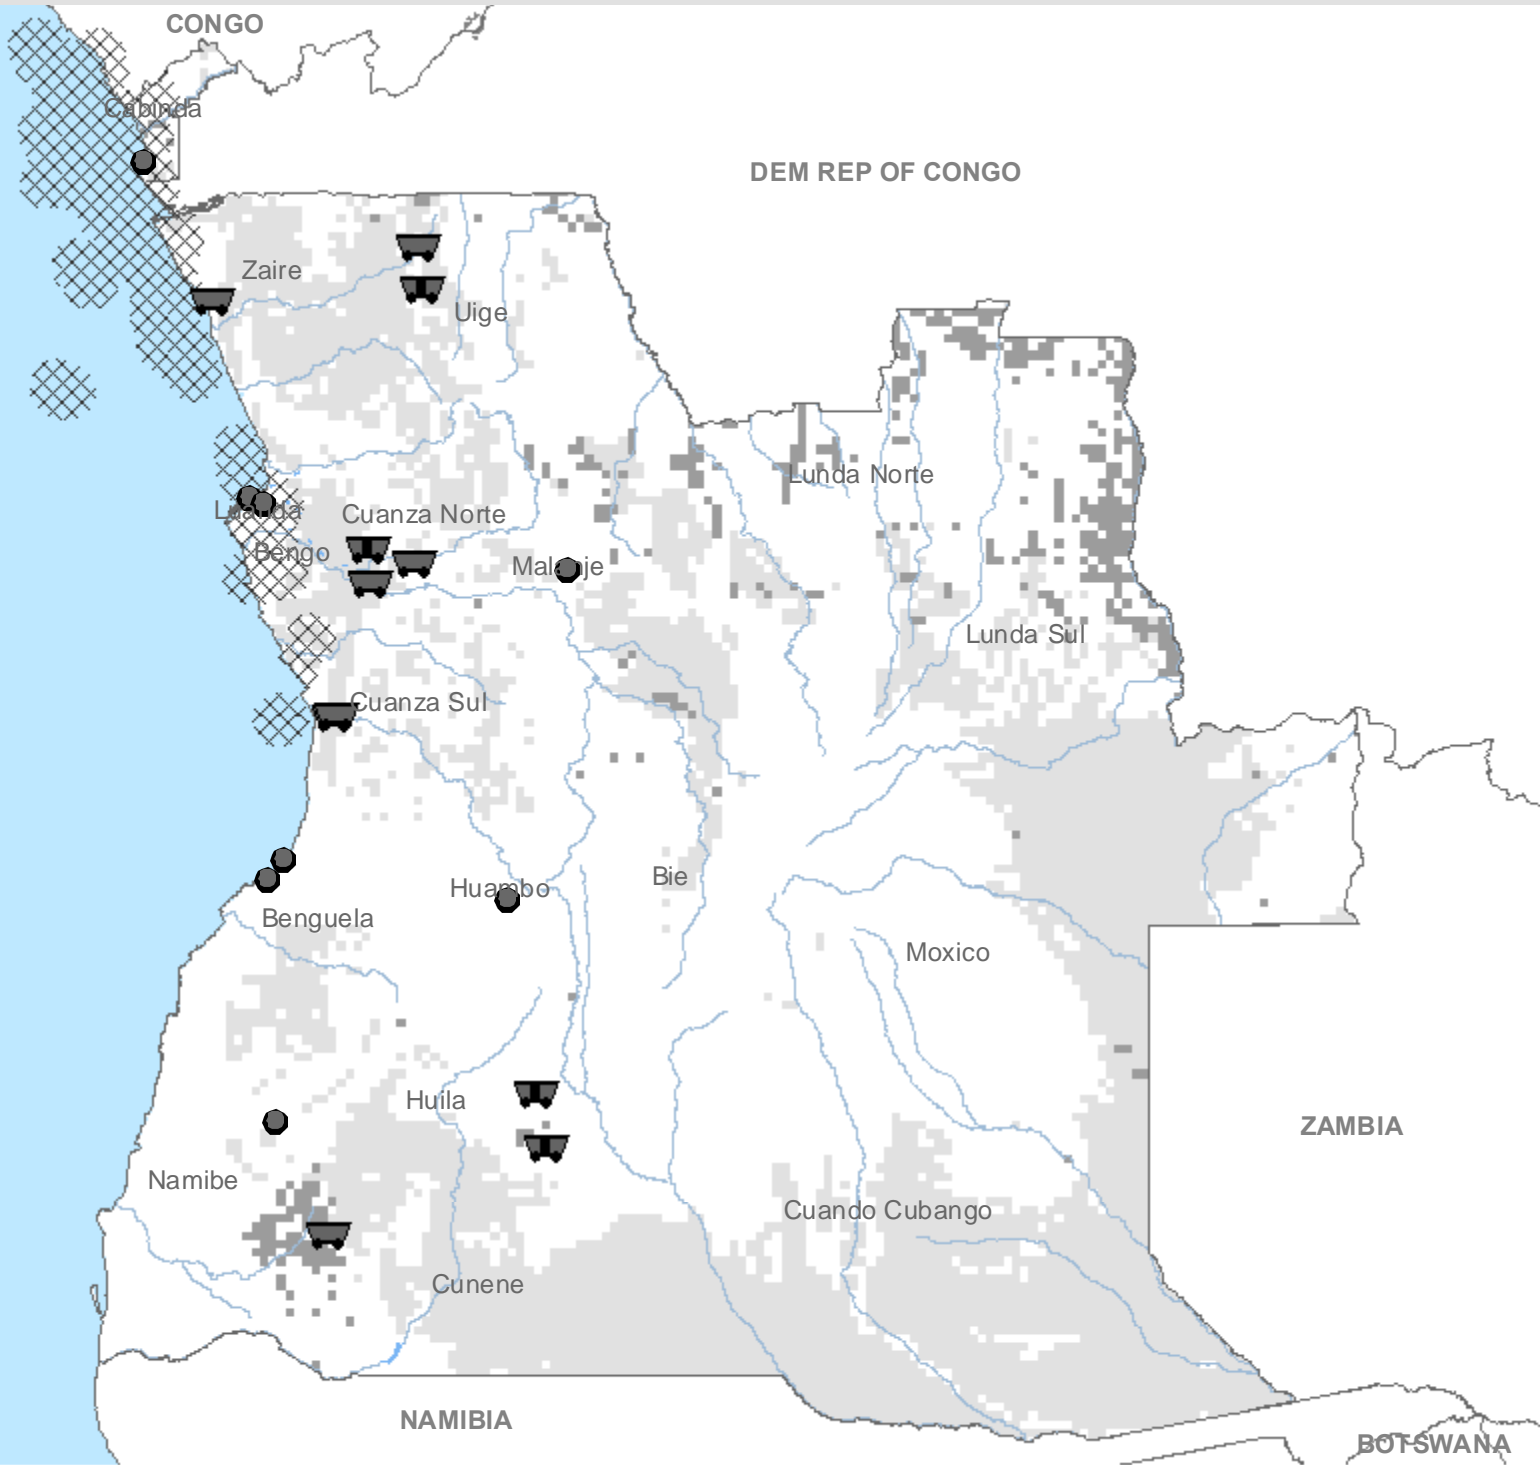 CONGO
Cabinda
DEM REP OF CONGO
Zaire
Uige
Lunda Norte
Luanda
Cuanza Norte
Bengo
Malanje
Lunda Sul
Cuanza Sul
Bie
Huambo
Benguela
Moxico
Huila
ZAMBIA
Namibe
Cuando Cubango
Cunene
NAMIBIA
BOTSWANA